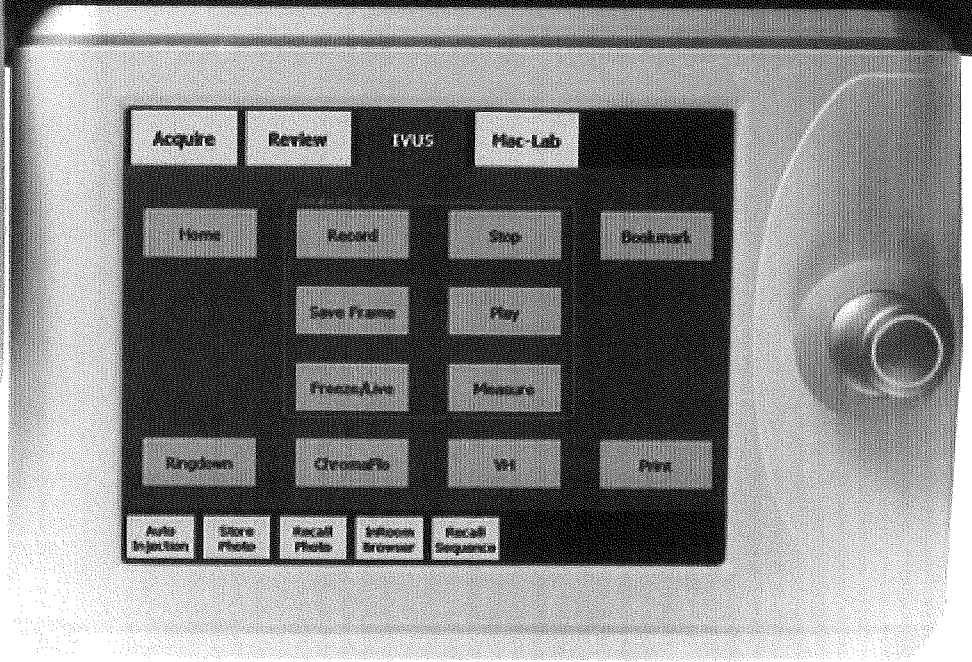 Acquire Review IVUS Mac-Lab
Home Record Stop Bookmark
Save Frame Play
Freeze/Live Measure
Ringdown ChromaFlo VH Print
Auto Store Recall InRoom Recall
Injection Photo Photo Browser Sequence